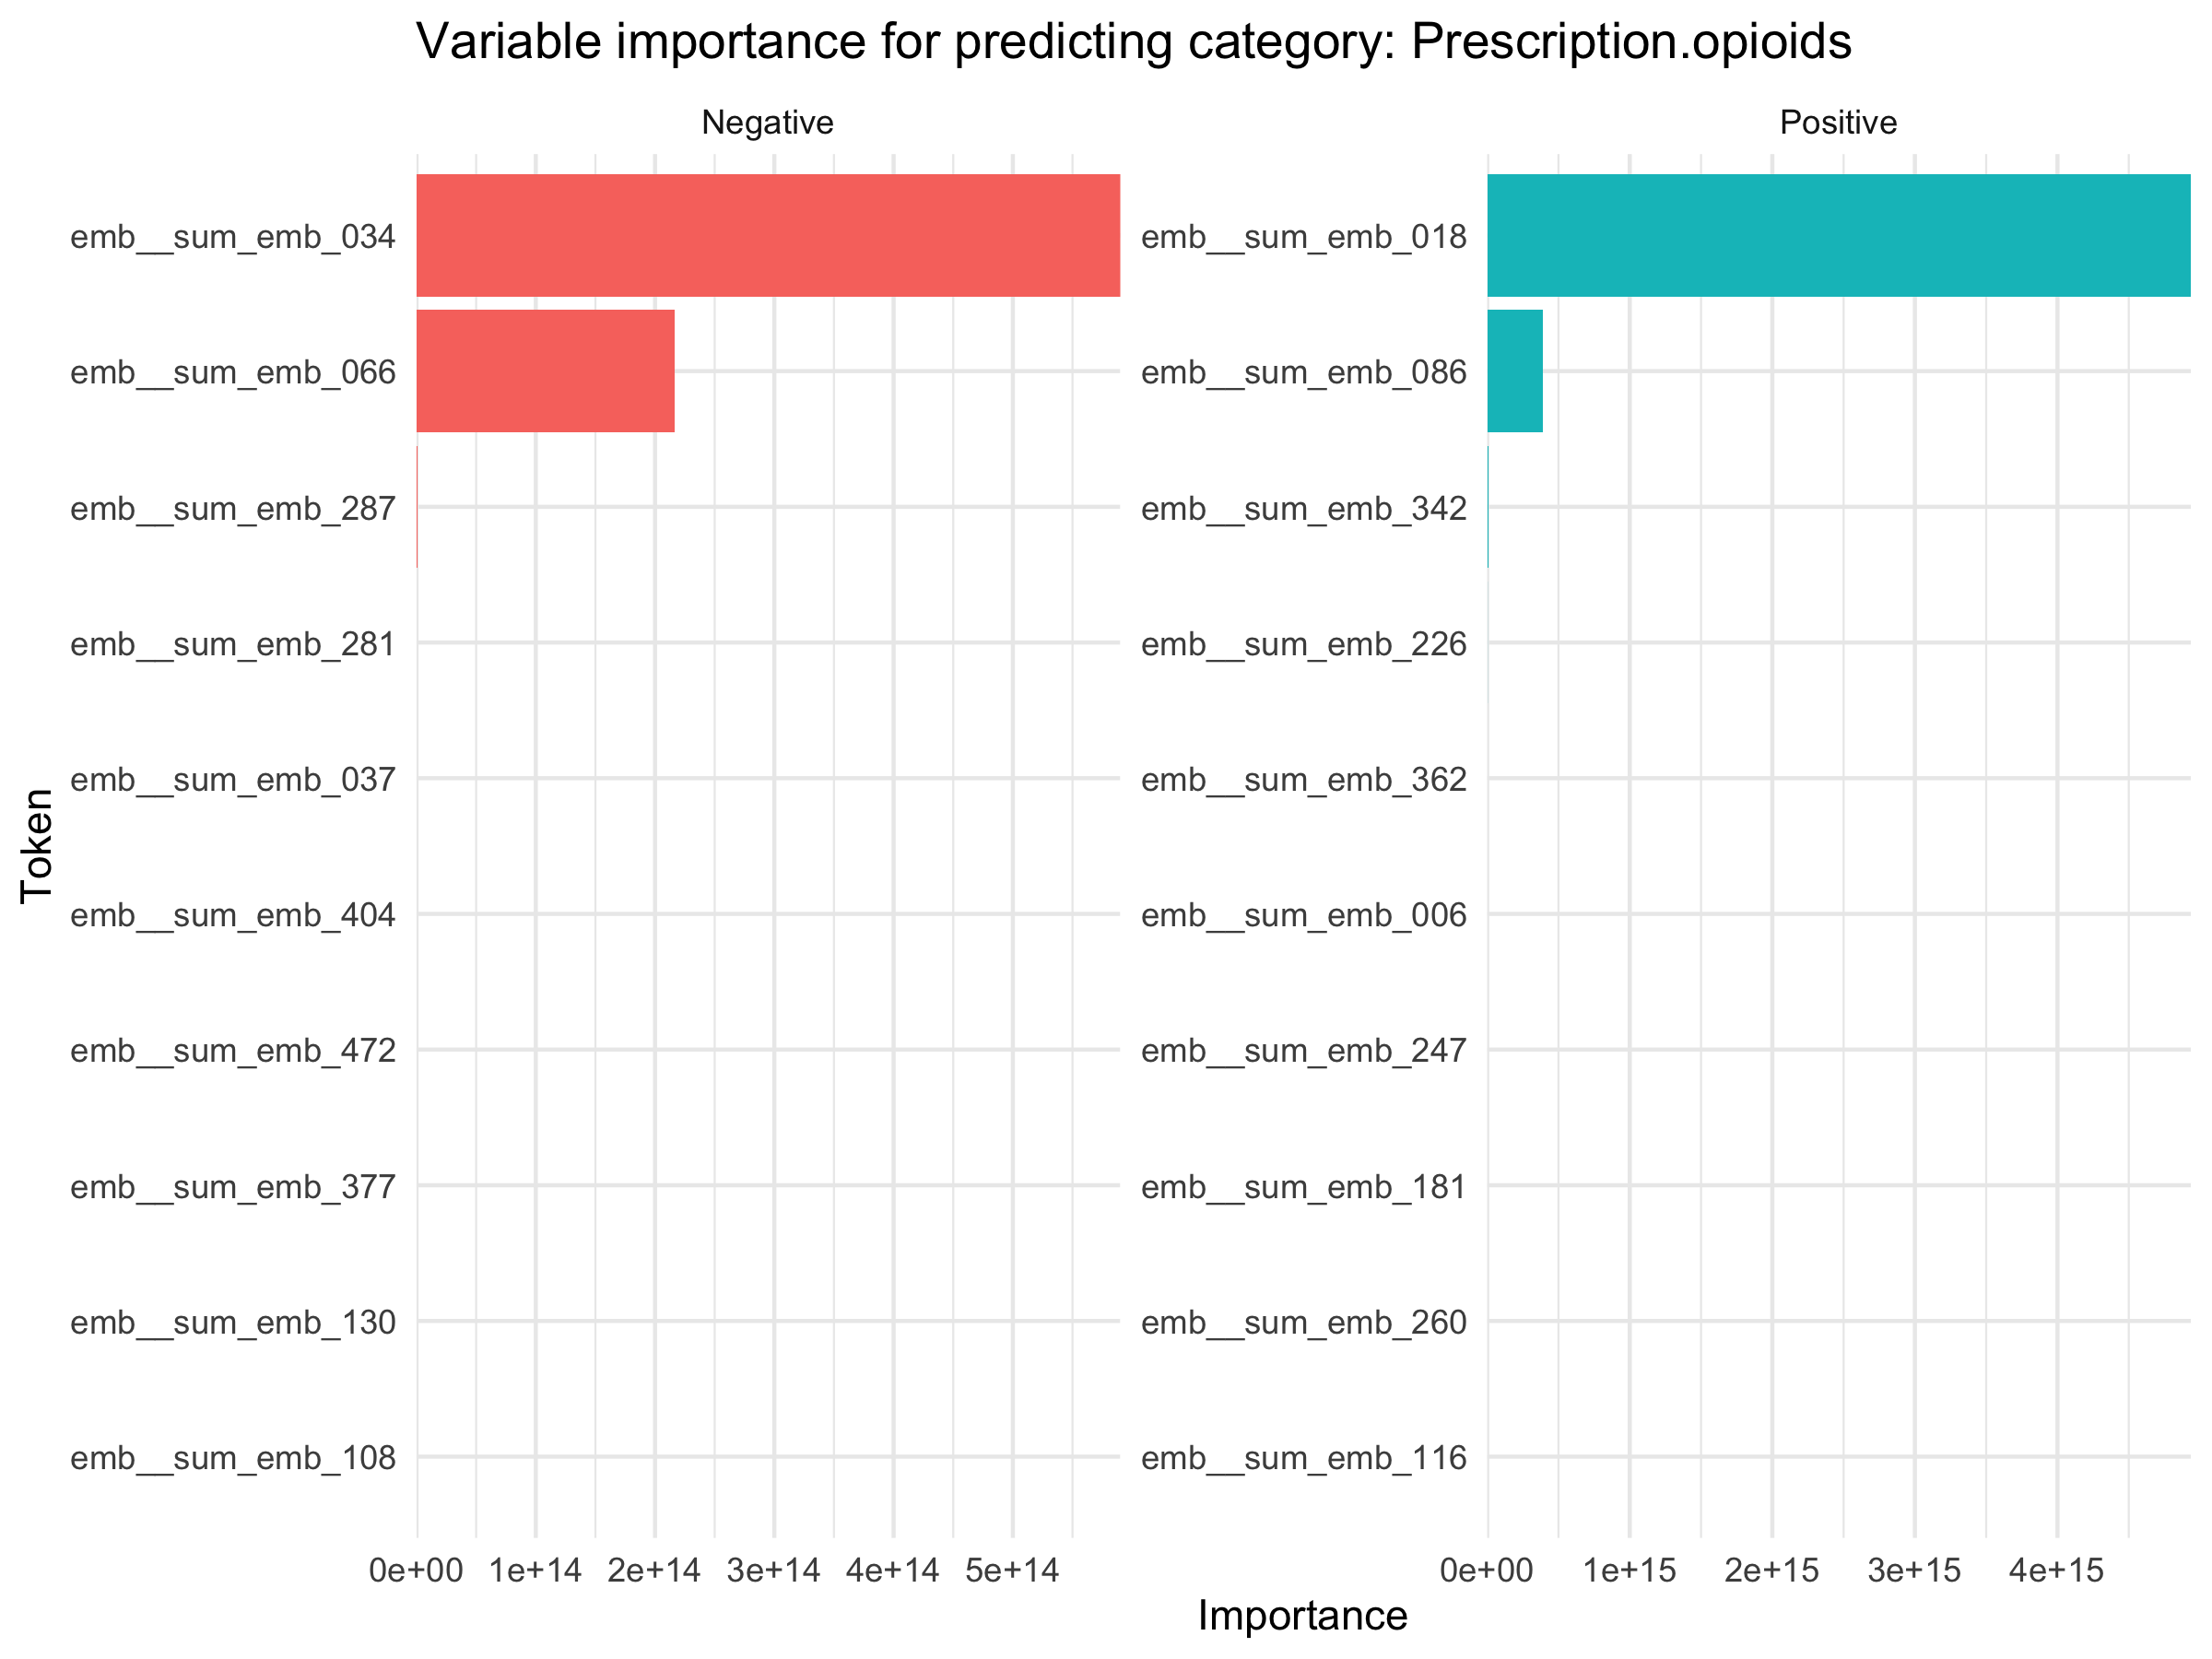 Variable importance for predicting category: Prescription.opioids
Negative
Positive
Token
emb__sum_emb_034
emb__sum_emb_066
emb__sum_emb_287
emb__sum_emb_281
emb__sum_emb_037
emb__sum_emb_404
emb__sum_emb_472
emb__sum_emb_377
emb__sum_emb_130
emb__sum_emb_108
0e+00 1e+14 2e+14 3e+14 4e+14 5e+14
emb__sum_emb_018
emb__sum_emb_086
emb__sum_emb_342
emb__sum_emb_226
emb__sum_emb_362
emb__sum_emb_006
emb__sum_emb_247
emb__sum_emb_181
emb__sum_emb_260
emb__sum_emb_116
0e+00 1e+15 2e+15 3e+15 4e+15
Importance